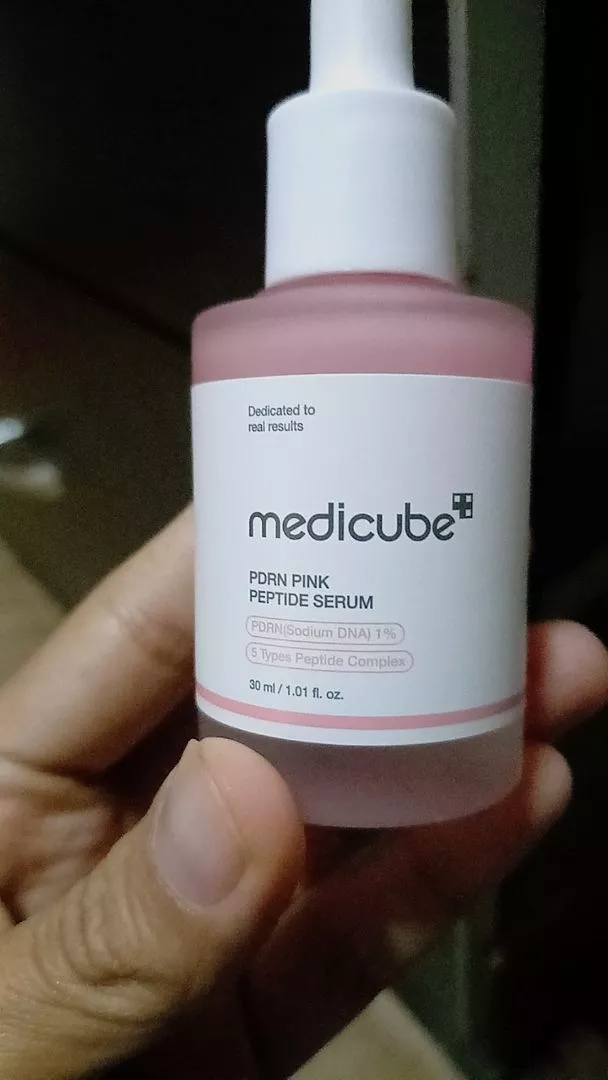 Dedicated to
real results
medicube
PDRN PINK
PEPTIDE SERUM
PDRN(Sodium DNA) 1%
5 Types Peptide Complex
30 ml / 1.01 fl. oz.